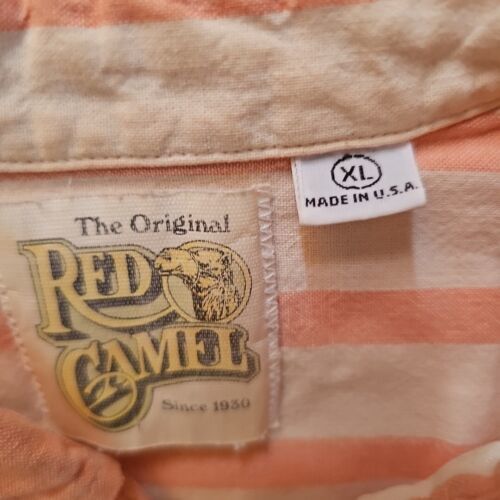 The Original
RED
CAMEL
Since 1930
XL
MADE IN U.S.A.